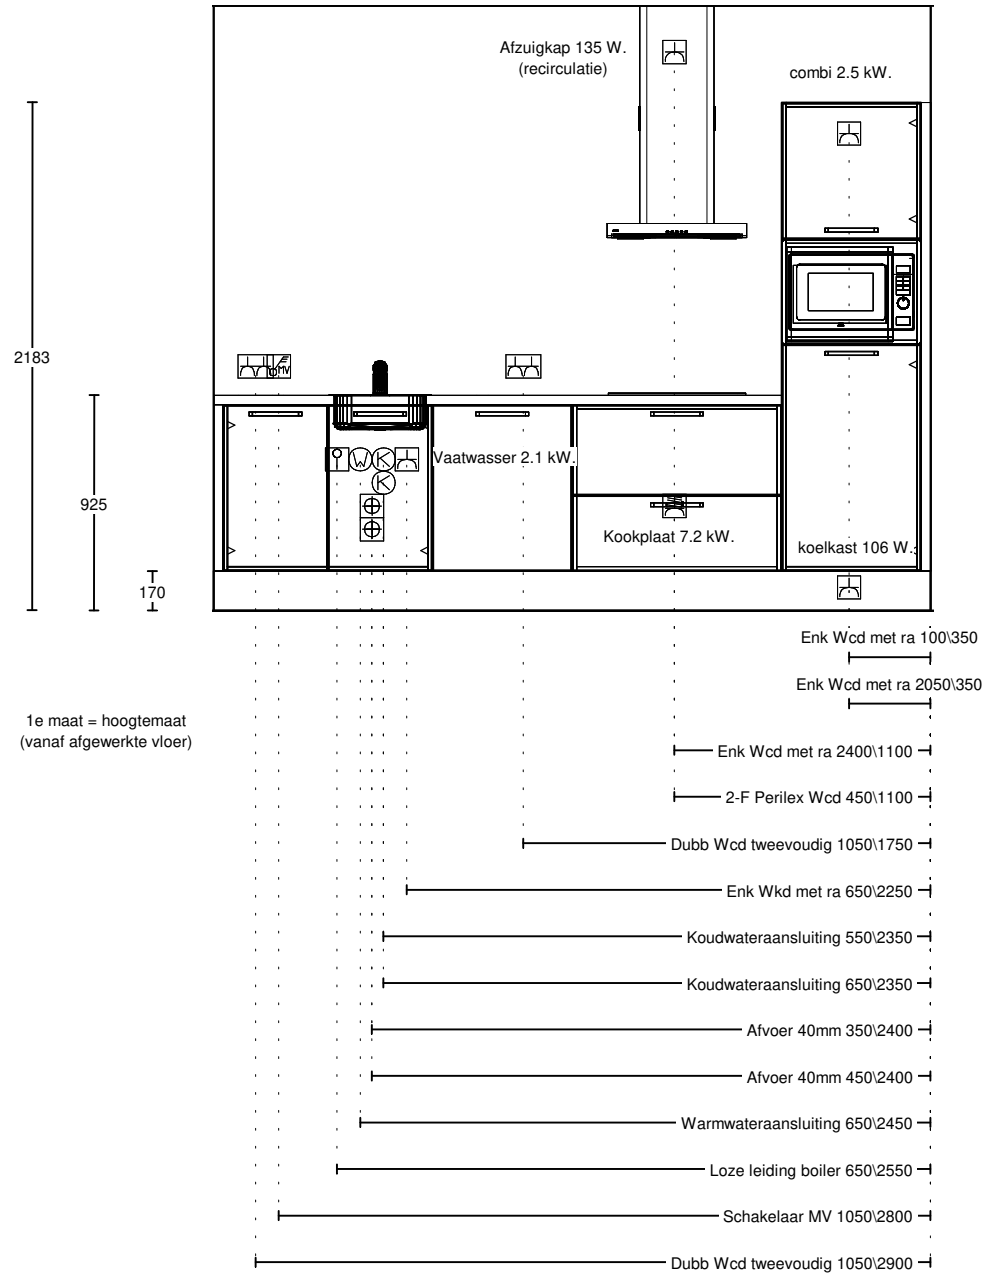 Afzuigkap 135 W.
(recirculatie)
combi 2.5 kW.
2183
MV
925
W
K
K
Vaatwasser 2.1 kW.
Kookplaat 7.2 kW.
koelkast 106 W.
170
Enk Wcd met ra 100\350
Enk Wcd met ra 2050\350
1e maat = hoogtemaat
(vanaf afgewerkte vloer)
Enk Wcd met ra 2400\1100
2-F Perilex Wcd 450\1100
Dubb Wcd tweevoudig 1050\1750
Enk Wkd met ra 650\2250
Koudwateraansluiting 550\2350
Koudwateraansluiting 650\2350
Afvoer 40mm 350\2400
Afvoer 40mm 450\2400
Warmwateraansluiting 650\2450
Loze leiding boiler 650\2550
Schakelaar MV 1050\2800
Dubb Wcd tweevoudig 1050\2900